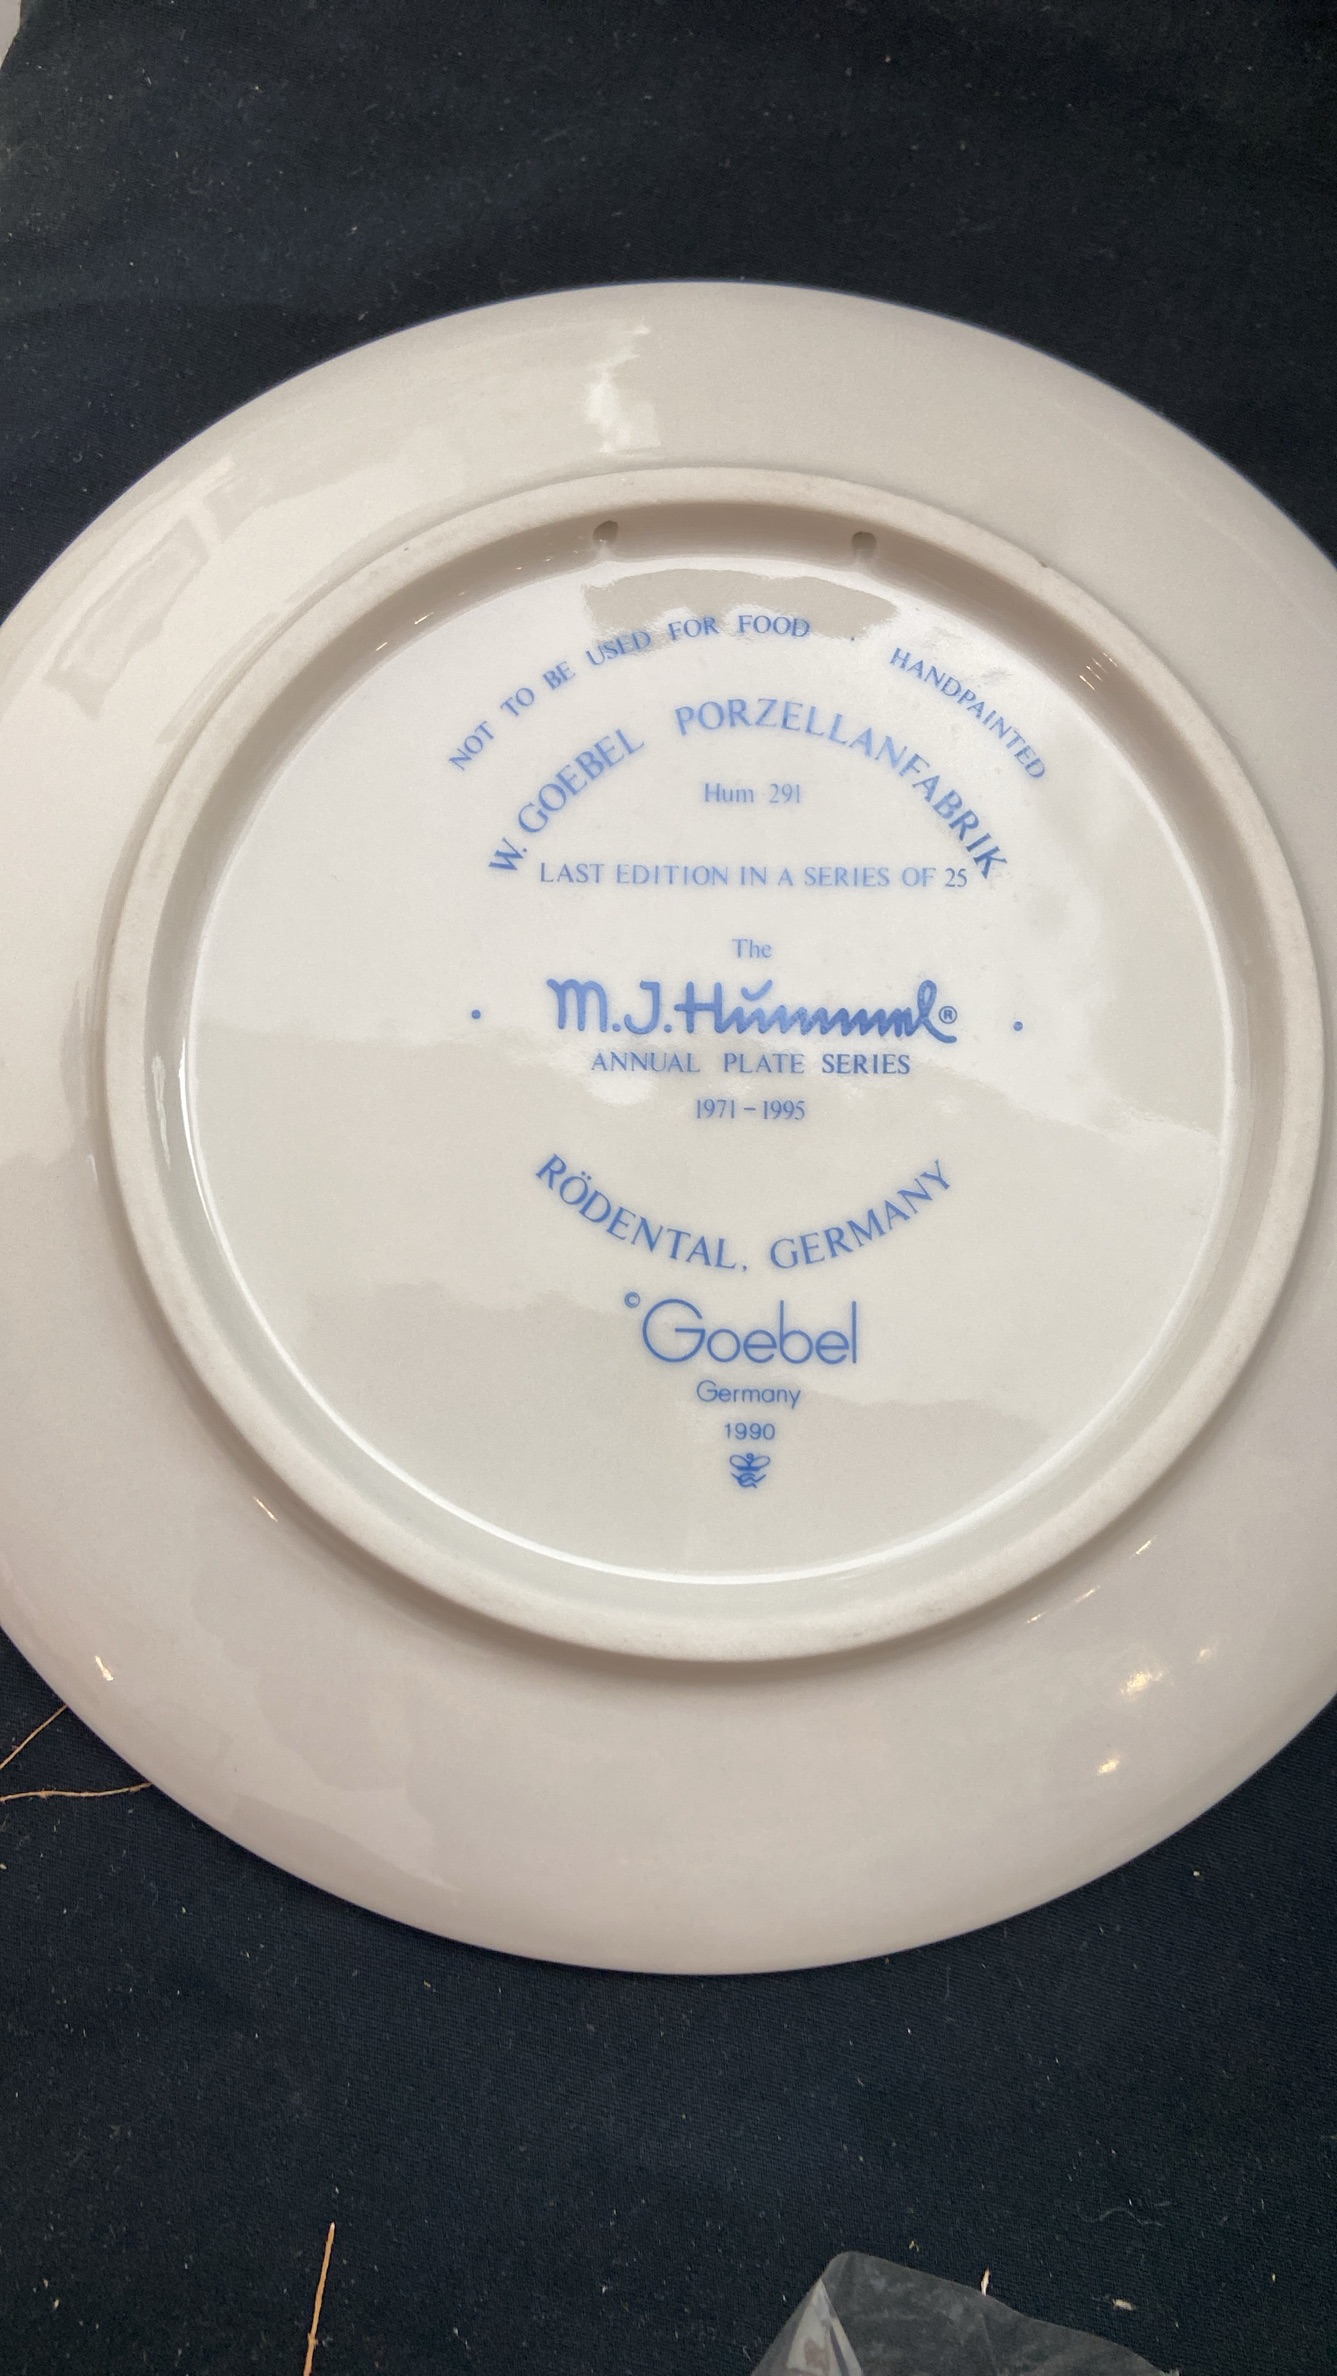 NOT TO BE USED FOR FOOD · HANDPAINTED
W. GOEBEL PORZELLANFABRIK
Hum 291
LAST EDITION IN A SERIES OF 25
The
· M.J.Hummel® ·
ANNUAL PLATE SERIES
1971 – 1995
RÖDENTAL, GERMANY
©Goebel
Germany
1990